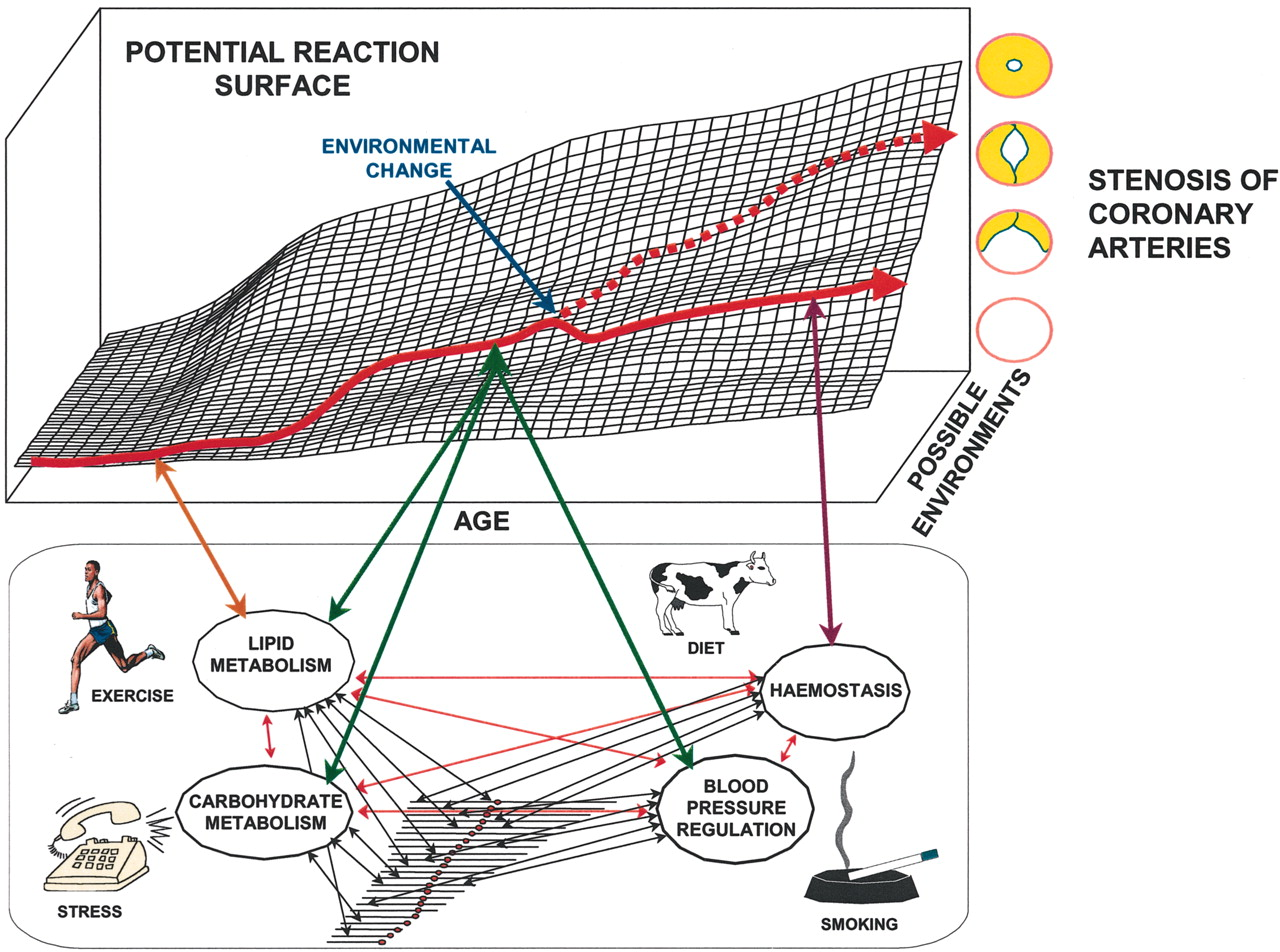 POTENTIAL REACTION
SURFACE
ENVIRONMENTAL
CHANGE
STENOSIS OF
CORONARY
ARTERIES
POSSIBLE
ENVIRONMENTS
AGE
EXERCISE
LIPID
METABOLISM
DIET
HAEMOSTASIS
CARBOHYDRATE
METABOLISM
BLOOD
PRESSURE
REGULATION
STRESS
SMOKING